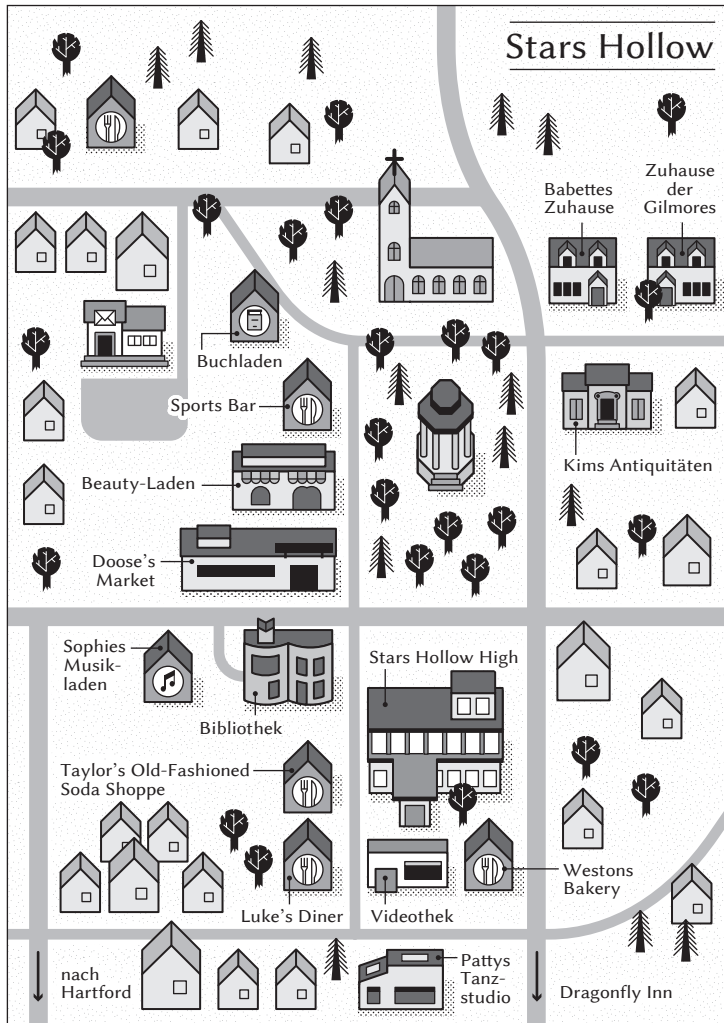 Stars Hollow
Babettes
Zuhause
Zuhause
der
Gilmores
Buchladen
Sports Bar
Kims Antiquitäten
Beauty-Laden
Doose's
Market
Sophies
Musik-
laden
Bibliothek
Stars Hollow High
Taylor's Old-Fashioned
Soda Shoppe
Luke's Diner
Videothek
Westons
Bakery
nach
Hartford
Pattys
Tanz-
studio
Dragonfly Inn